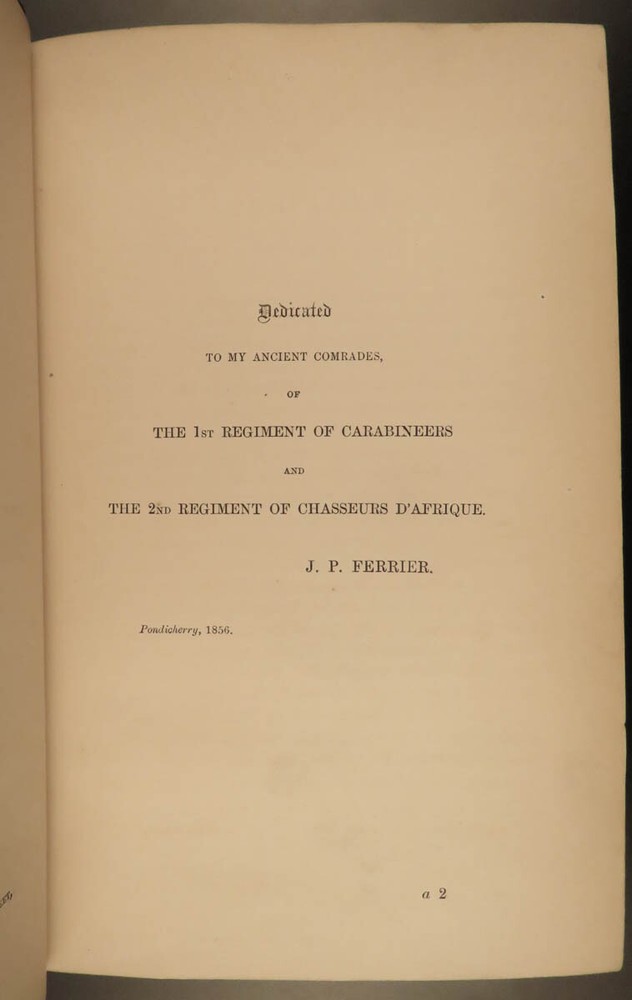 Dedicated
TO MY ANCIENT COMRADES,
OF
THE 1ST REGIMENT OF CARABINEERS
AND
THE 2ND REGIMENT OF CHASSEURS D'AFRIQUE.
J. P. FERRIER.
Pondicherry, 1856.
a 2